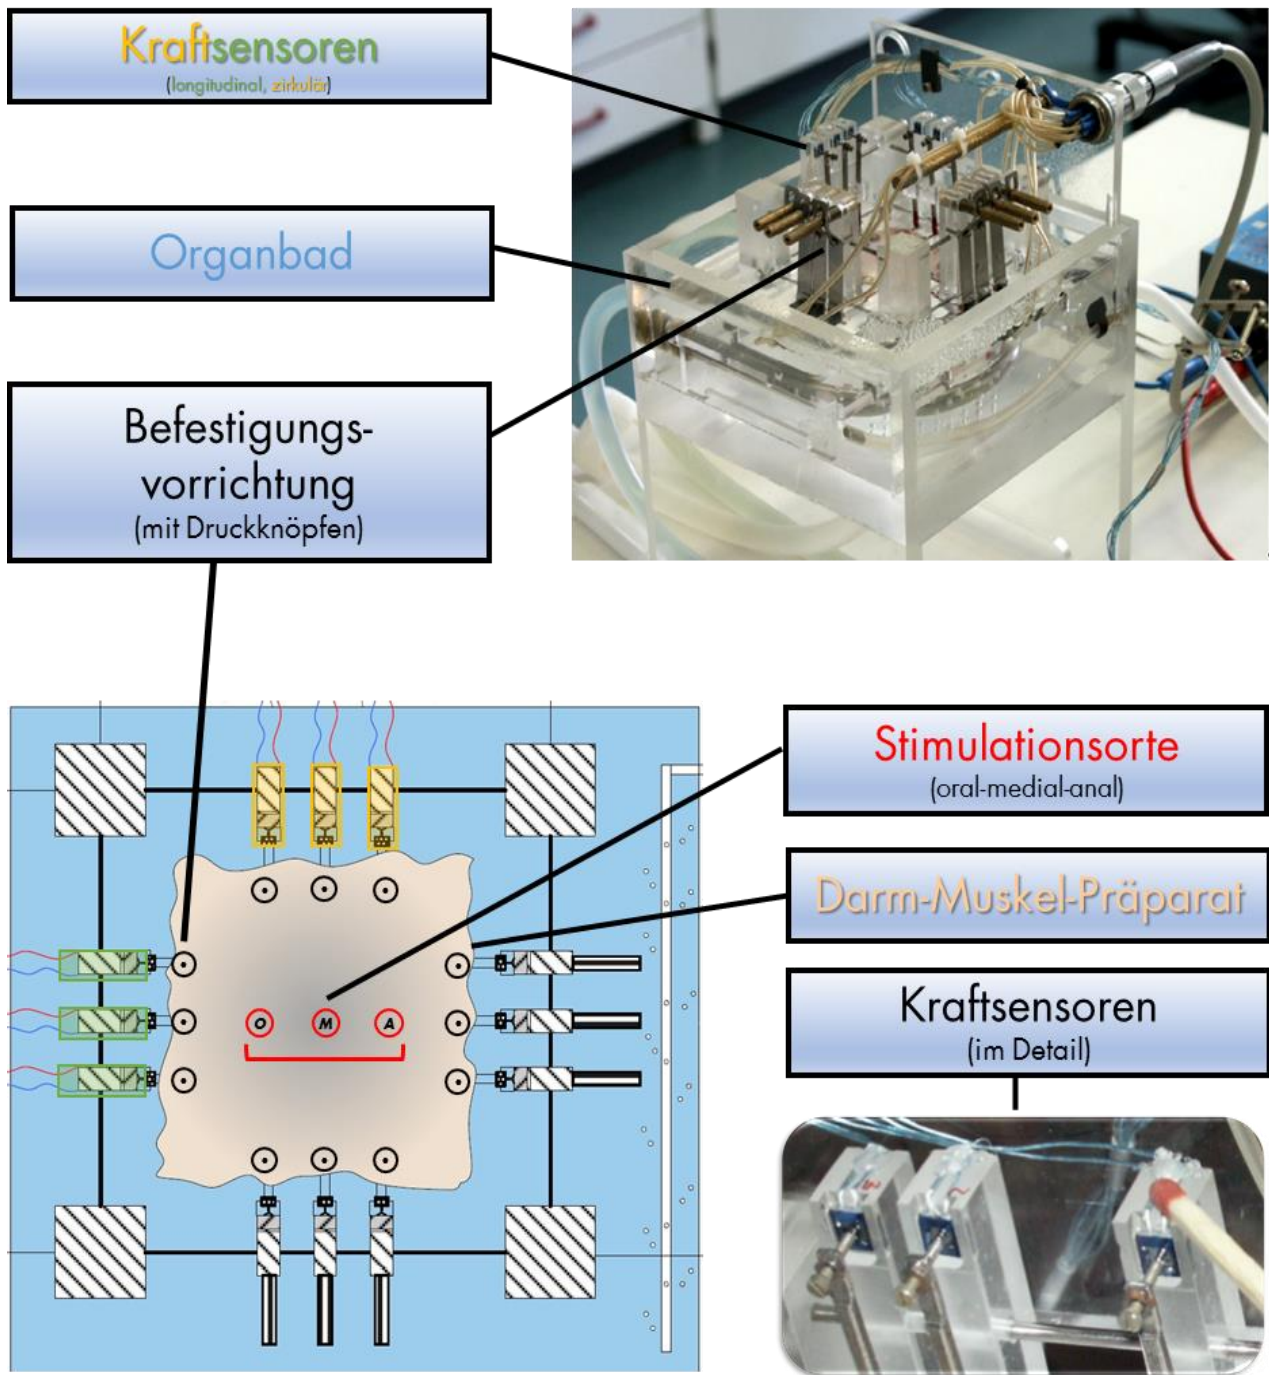 Kraftsensoren
(longitudinal, zirkulär)
Organbad
Befestigungs-
vorrichtung
(mit Druckknöpfen)
Stimulationsorte
(oral-medial-anal)
Darm-Muskel-Präparat
Kraftsensoren
(im Detail)
O M A